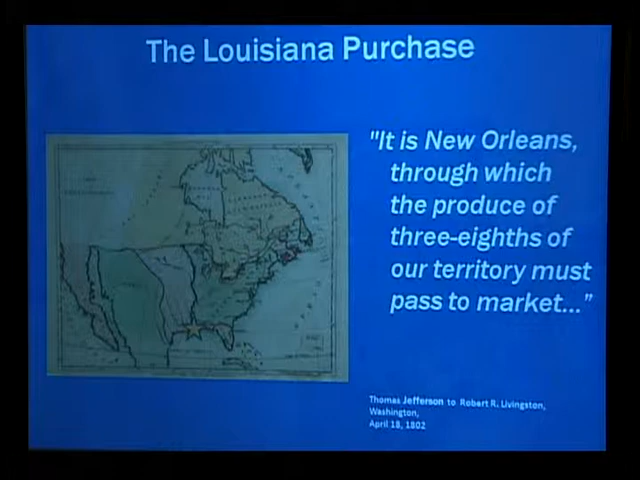 The Louisiana Purchase
"It is New Orleans,
through which
the produce of
three-eighths of
our territory must
pass to market..."
Thomas Jefferson to Robert R. Livingston,
Washington,
April 18, 1802